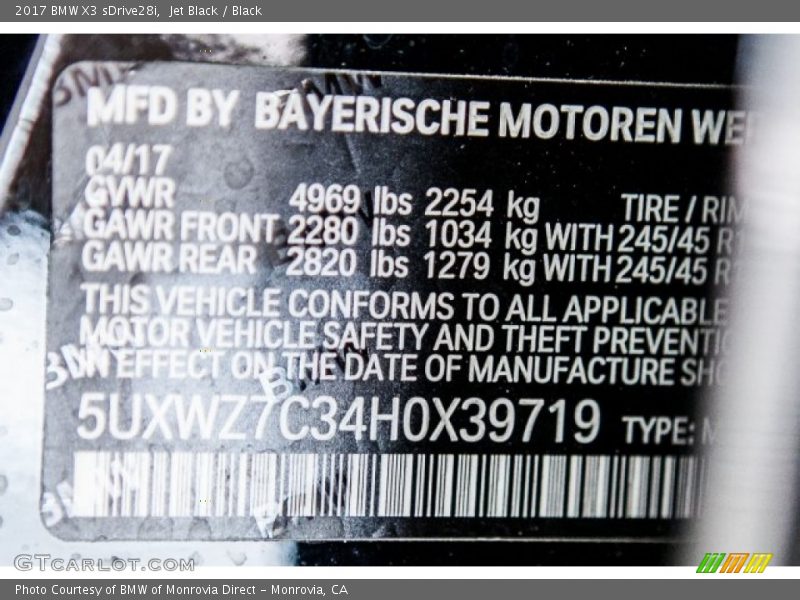 2017 BMW X3 sDrive28i,  Jet Black / Black
MFD BY BAYERISCHE MOTOREN
04/17
GVWR 4969 lbs 2254 kg TIRE / RIM
GAWR FRONT 2280 lbs 1034 kg WITH 245/45
GAWR REAR 2820 lbs 1279 kg WITH 245/45
THIS VEHICLE CONFORMS TO ALL APPLICABLE
MOTOR VEHICLE SAFETY AND THEFT
IN EFFECT ON THE DATE OF MANUFACTURE
5UXWZ7C34H0X39719 TYPE:
GTCARLOT.COM
Photo Courtesy of BMW of Monrovia Direct - Monrovia, CA